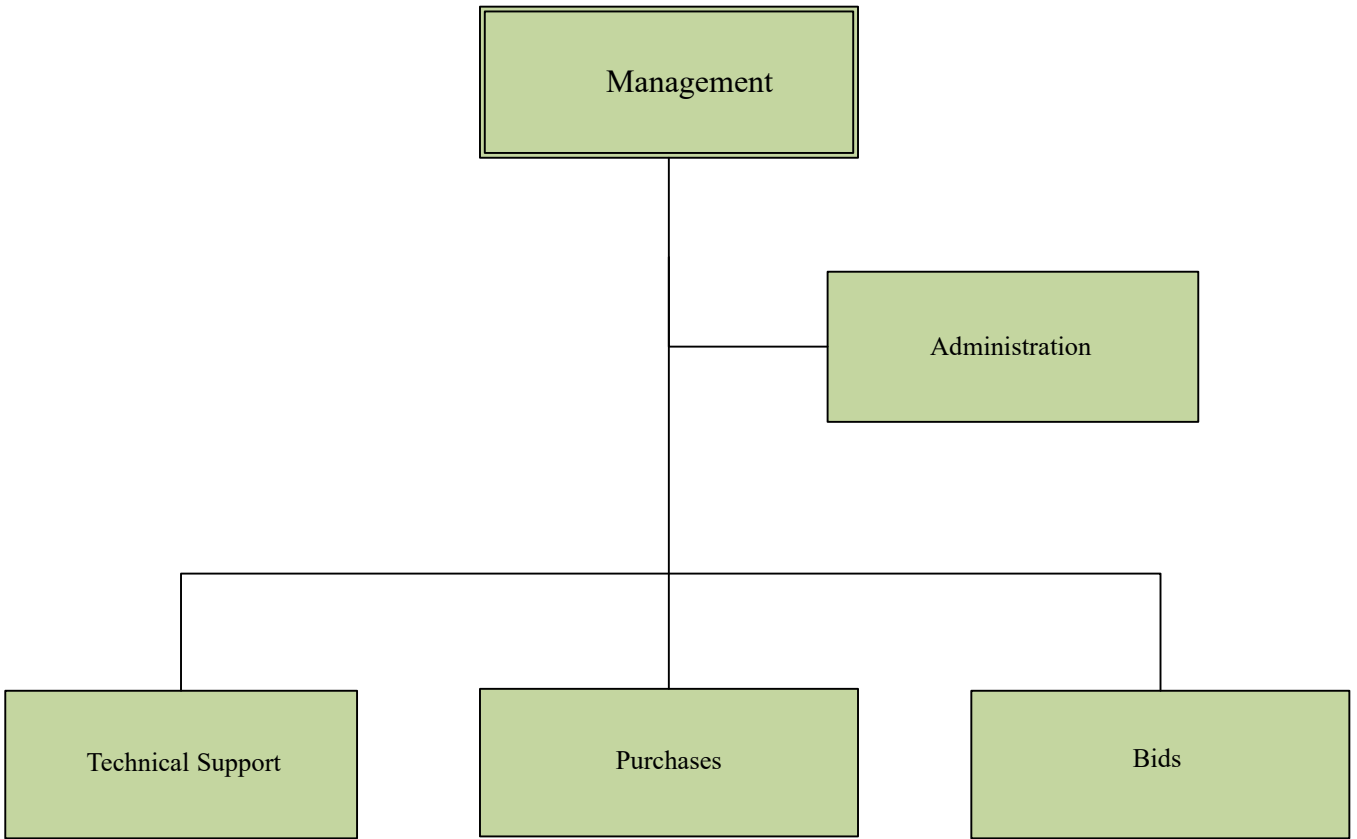 Management
Administration
Technical Support
Purchases
Bids